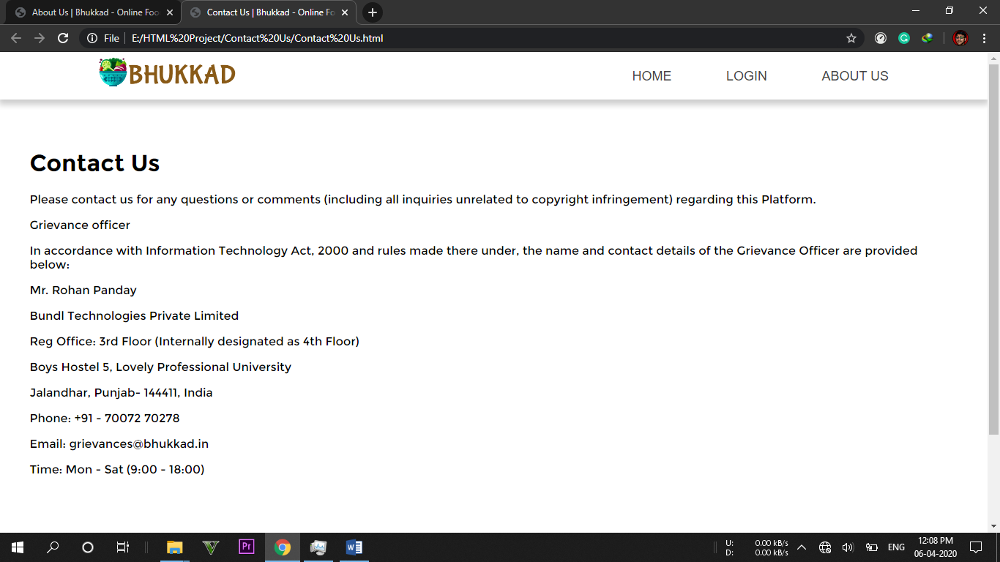 About Us | Bhukkad - Online Foo
Contact Us | Bhukkad - Online Fo
File
E:/HTML%20Project/Contact%20Us/Contact%20Us.html
BHUKKAD
HOME
LOGIN
ABOUT US
Contact Us
Please contact us for any questions or comments (including all inquiries unrelated to copyright infringement) regarding this Platform.
Grievance officer
In accordance with Information Technology Act, 2000 and rules made there under, the name and contact details of the Grievance Officer are provided
below:
Mr. Rohan Panday
Bundl Technologies Private Limited
Reg Office: 3rd Floor (Internally designated as 4th Floor)
Boys Hostel 5, Lovely Professional University
Jalandhar, Punjab- 144411, India
Phone: +91 - 70072 70278
Email: grievances@bhukkad.in
Time: Mon - Sat (9:00 - 18:00)
Pr
U: 0.00 kB/s
D: 0.00 kB/s
ENG
12:08 PM
06-04-2020